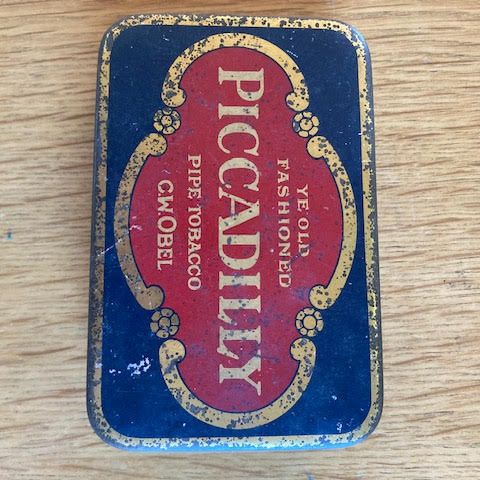 YE OLD
FASHIONED
PICCADILLY
PIPE TOBACCO
C.W.OBEL